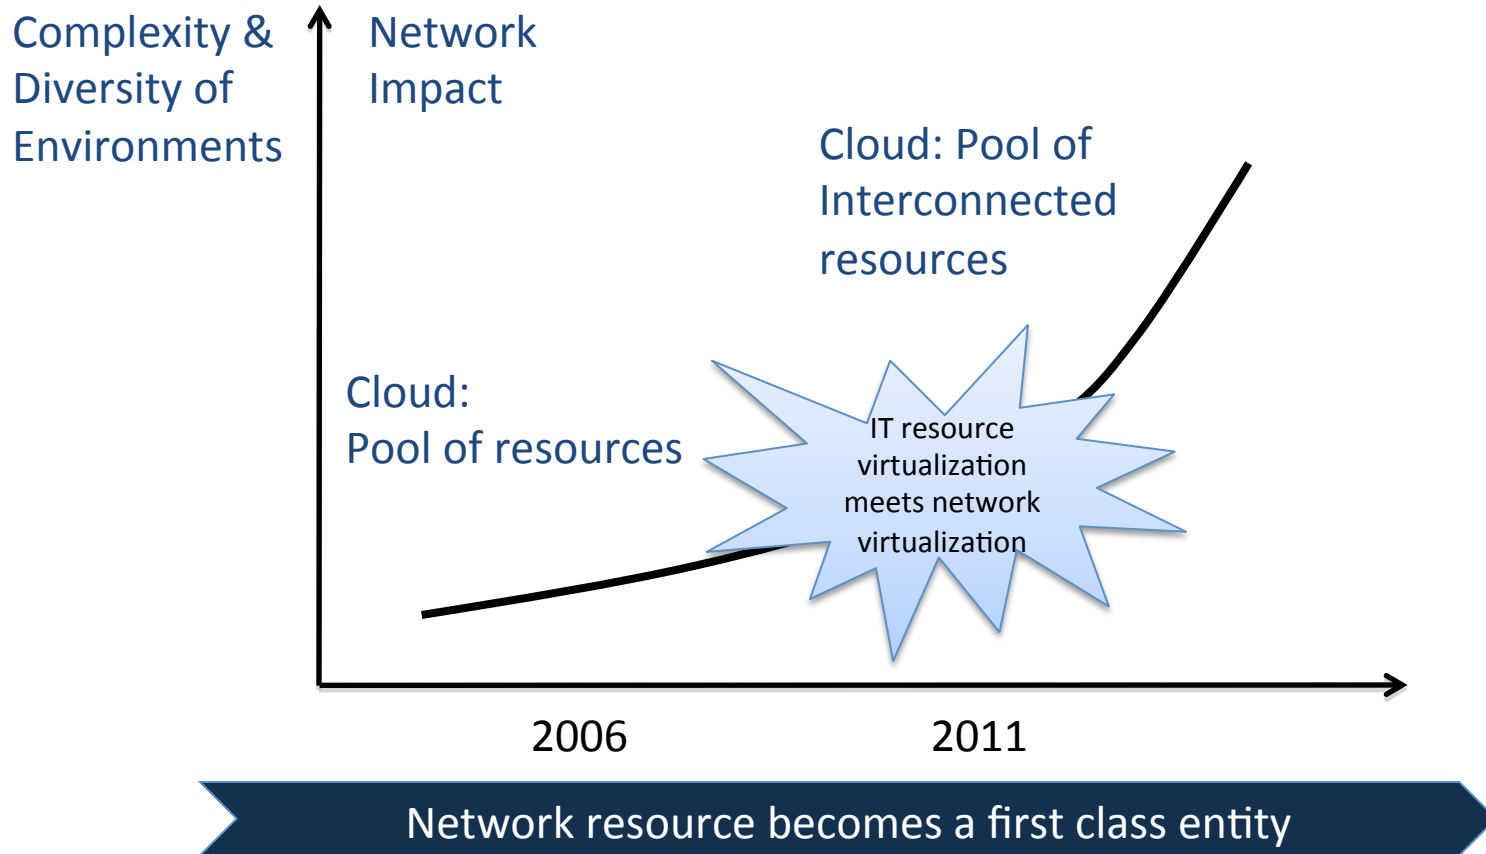 Complexity &
Diversity of
Environments
Network
Impact
Cloud: Pool of
Interconnected
resources
Cloud:
Pool of resources
IT resource
virtualization
meets network
virtualization
2006
2011
Network resource becomes a first class entity